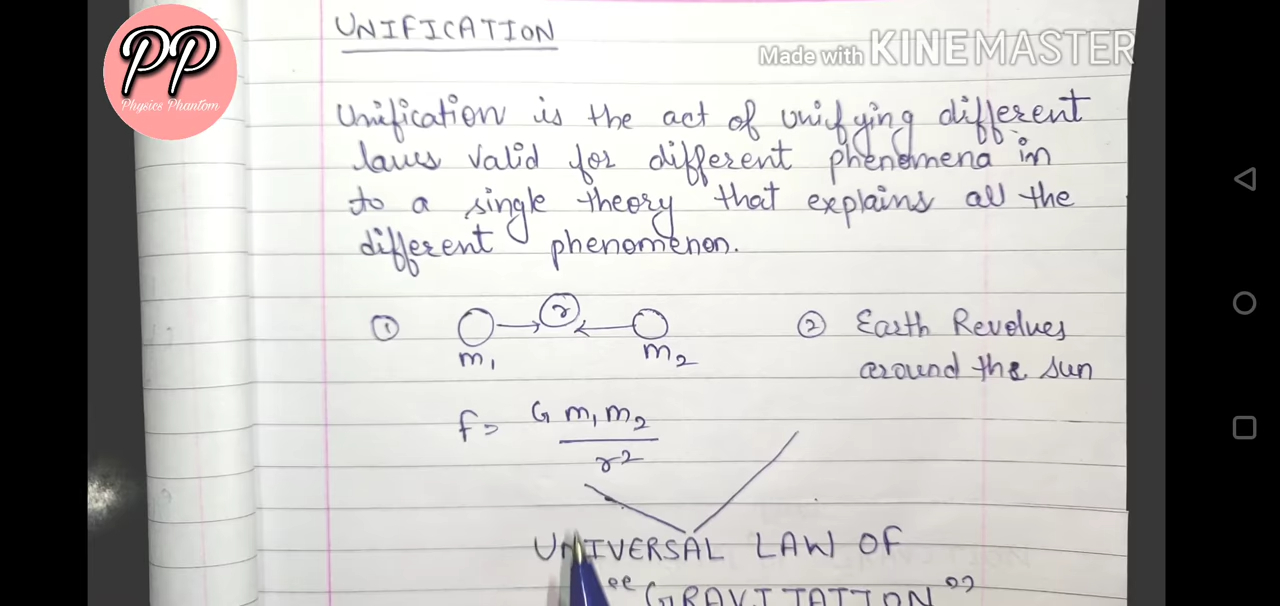 PP
Physics Phantom
Made with KINEMASTER
UNIFICATION
Unification is the act of unifying different
laws valid for different phenomena in
to a single theory that explains all the
different phenomenon.
① m₁ r m₂
② Earth Revolves
around the sun
f = G m₁ m₂
r²
UNIVERSAL LAW OF
"GRAVITATION"